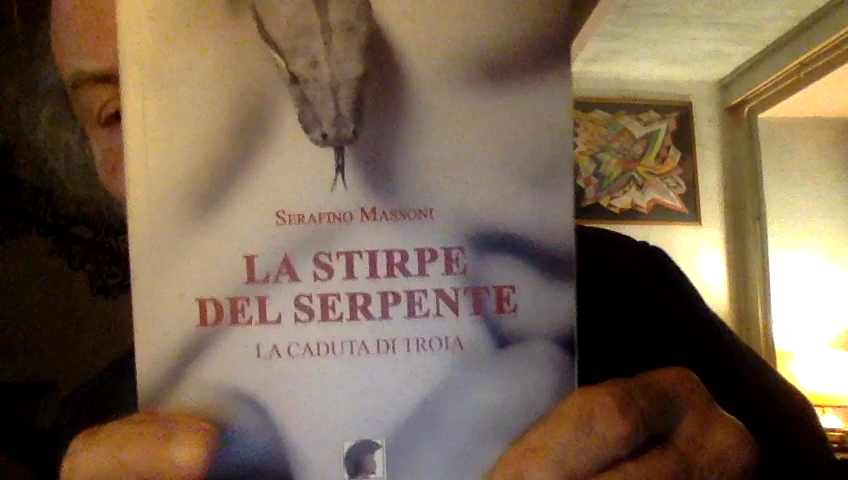 SERAFINO MASSONI
LA STIRPE
DEL SERPENTE
LA CADUTA DI TROIA